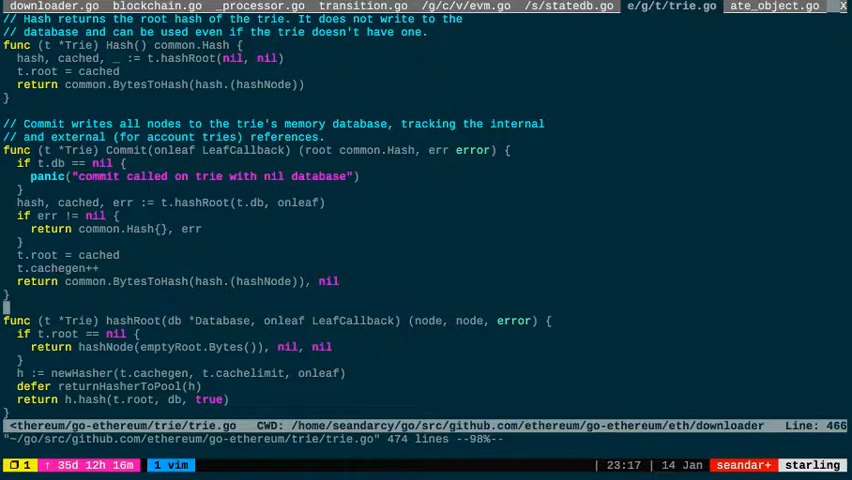 downloader.go  blockchain.go  _processor.go  transition.go  /g/c/v/evm.go  /s/statedb.go  e/g/t/trie.go  ate_object.go  X
// Hash returns the root hash of the trie. It does not write to the
// database and can be used even if the trie doesn't have one.
func (t *Trie) Hash() common.Hash {
  hash, cached, _ := t.hashRoot(nil, nil)
  t.root = cached
  return common.BytesToHash(hash.(hashNode))
}
// Commit writes all nodes to the trie's memory database, tracking the internal
// and external (for account tries) references.
func (t *Trie) Commit(onleaf LeafCallback) (root common.Hash, err error) {
  if t.db == nil {
    panic("commit called on trie with nil database")
  }
  hash, cached, err := t.hashRoot(t.db, onleaf)
  if err != nil {
    return common.Hash{}, err
  }
  t.root = cached
  t.cachegen++
  return common.BytesToHash(hash.(hashNode)), nil
}
func (t *Trie) hashRoot(db *Database, onleaf LeafCallback) (node, node, error) {
  if t.root == nil {
    return hashNode(emptyRoot.Bytes()), nil, nil
  }
  h := newHasher(t.cachegen, t.cachelimit, onleaf)
  defer returnHasherToPool(h)
  return h.hash(t.root, db, true)
}
<thereum/go-ethereum/trie/trie.go   CWD: /home/seandarcy/go/src/github.com/ethereum/go-ethereum/eth/downloader   Line: 466
"~/go/src/github.com/ethereum/go-ethereum/trie/trie.go" 474 lines --98%--
1  ↑ 35d 12h 16m  1 vim  | 23:17 | 14 Jan  seandar+  starling